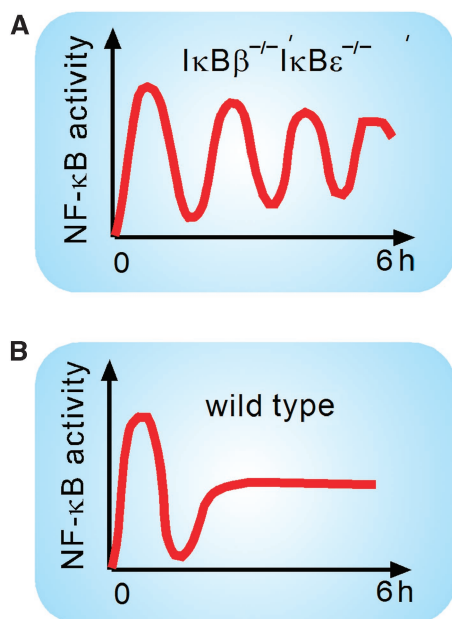 A
IκBβ⁻/⁻ ′IκBε⁻/⁻ ′
NF-κB activity
0
6 h
B
wild type
NF-κB activity
0
6 h